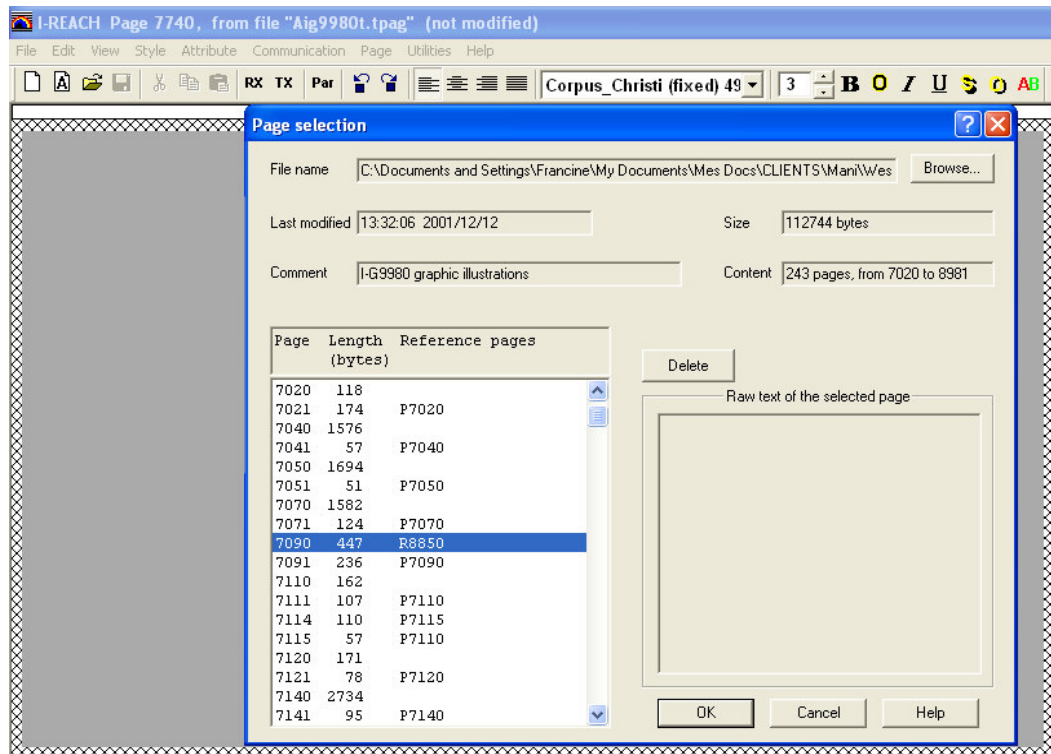 I-REACH Page 7740, from file "Aig9980t.tpag" (not modified)
File Edit View Style Attribute Communication Page Utilities Help
A RX TX Par Corpus_Christi (fixed) 49 3 B O I U S O AB
Page selection
File name C:\Documents and Settings\Francine\My Documents\Mes Docs\CLIENTS\Mani\Wes Browse...
Last modified 13:32:06 2001/12/12 Size 112744 bytes
Comment I-G9980 graphic illustrations Content 243 pages, from 7020 to 8981
Page Length Reference pages
(bytes)
Delete
Raw text of the selected page
7020 118
7021 174 P7020
7040 1576
7041 57 P7040
7050 1694
7051 51 P7050
7070 1582
7071 124 P7070
7090 447 R8850
7091 236 P7090
7110 162
7111 107 P7110
7114 110 P7115
7115 57 P7110
7120 171
7121 78 P7120
7140 2734
7141 95 P7140
OK Cancel Help